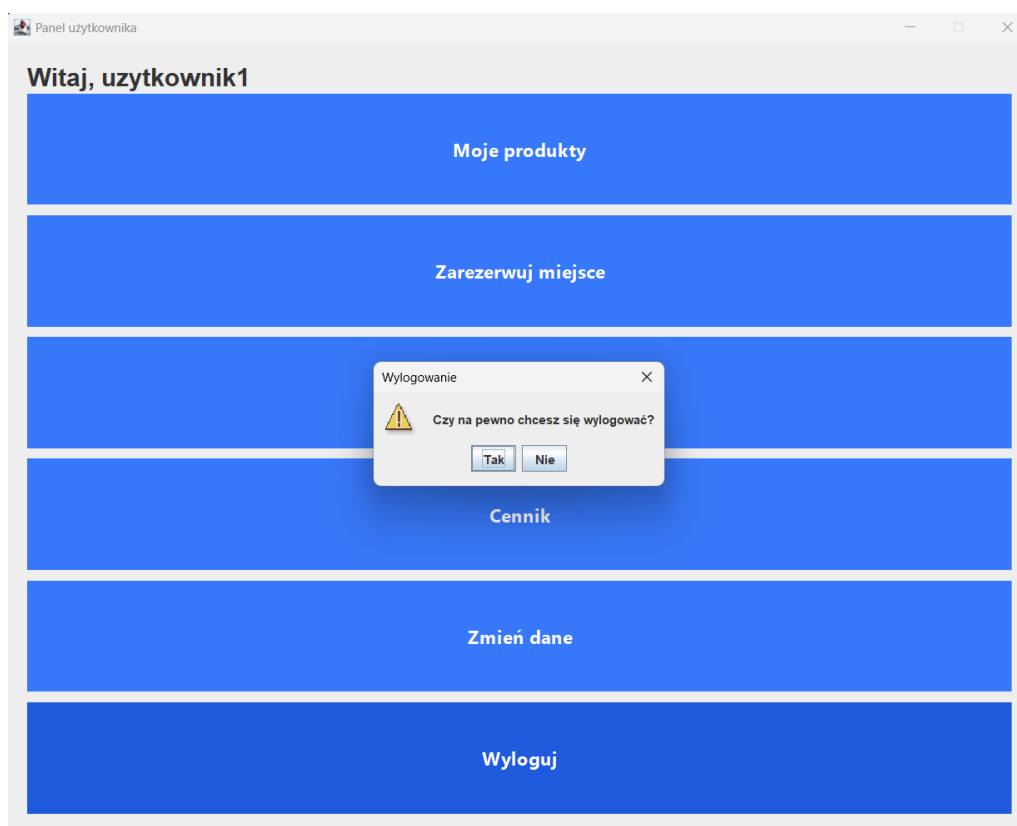 Panel użytkownika
Witaj, uzytkownik1
Moje produkty
Zarezerwuj miejsce
Wylogowanie
Czy na pewno chcesz się wylogować?
Tak Nie
Cennik
Zmień dane
Wyloguj